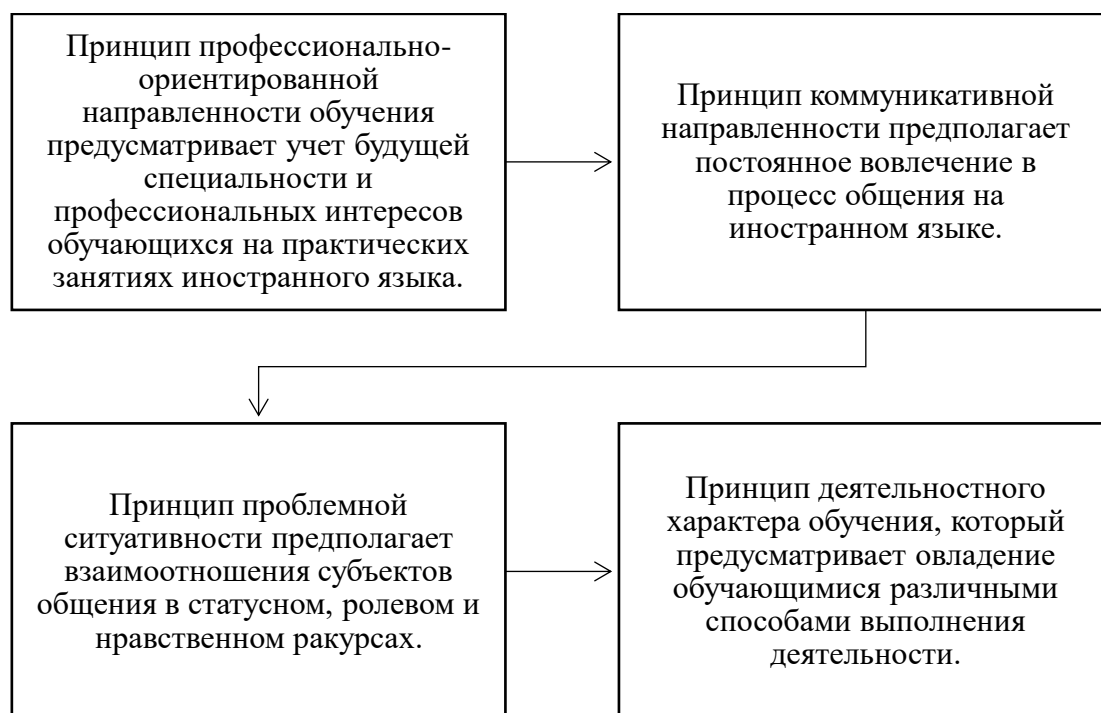 Принцип профессионально-
ориентированной
направленности обучения
предусматривает учет будущей
специальности и
профессиональных интересов
обучающихся на практических
занятиях иностранного языка.
Принцип коммуникативной
направленности предполагает
постоянное вовлечение в
процесс общения на
иностранном языке.
Принцип проблемной
ситуативности предполагает
взаимоотношения субъектов
общения в статусном, ролевом и
нравственном ракурсах.
Принцип деятельностного
характера обучения, который
предусматривает овладение
обучающимися различными
способами выполнения
деятельности.